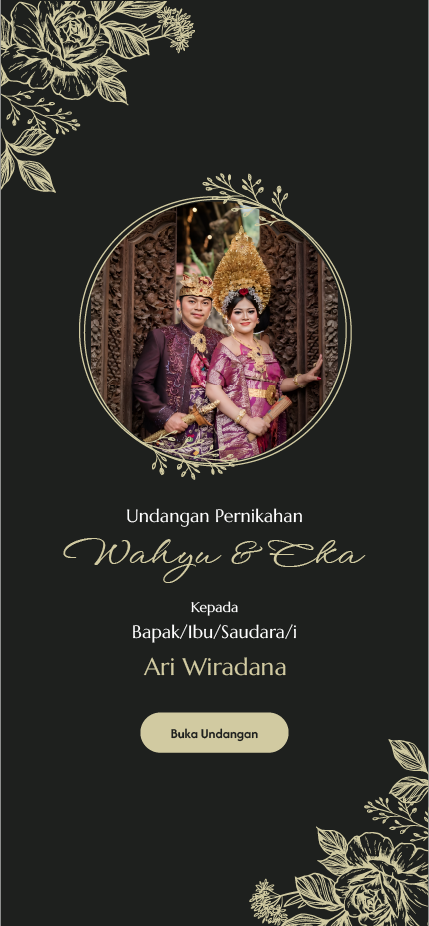 Undangan Pernikahan
Wahyu & Eka
Kepada
Bapak/Ibu/Saudara/i
Ari Wiradana
Buka Undangan